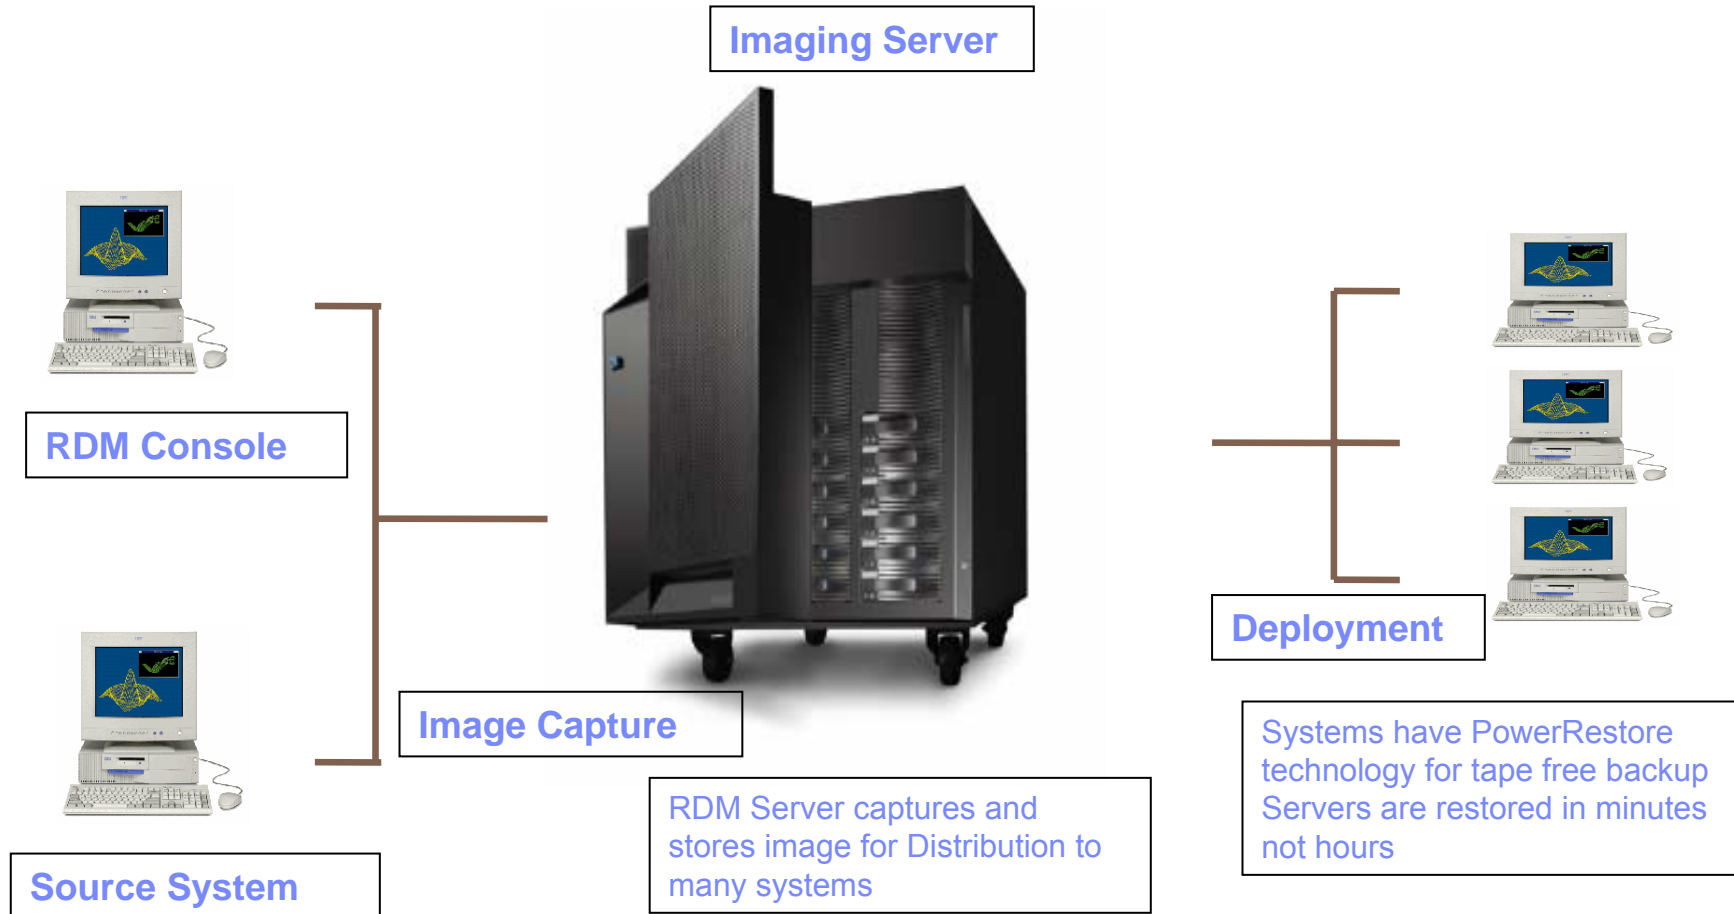 Imaging Server
RDM Console
Image Capture
Source System
RDM Server captures and
stores image for Distribution to
many systems
Deployment
Systems have PowerRestore
technology for tape free backup
Servers are restored in minutes
not hours